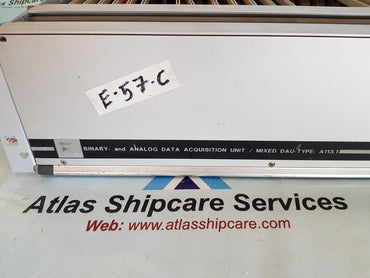 E-57-C
BINARY- and ANALOG DATA ACQUISITION UNIT / MIXED DAU-TYPE: A113.1
Atlas Shipcare Services
Web: www.atlasshipcare.com